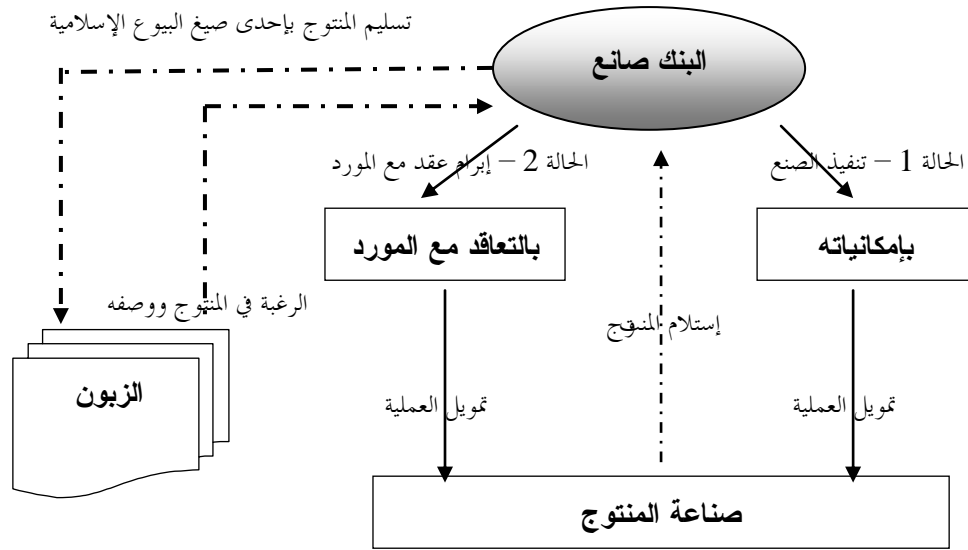 تسليم المنتوج بإحدى صيغ البيوع الإسلامية
البنك صانع
الحالة 1 – تنفيذ الصنع
الحالة 2 – إبرام عقد مع المورد
بإمكانياته
بالتعاقد مع المورد
الرغبة في المنتوج ووصفه
إستلام المنتوج
الزبون
تمويل العملية
تمويل العملية
صناعة المنتوج